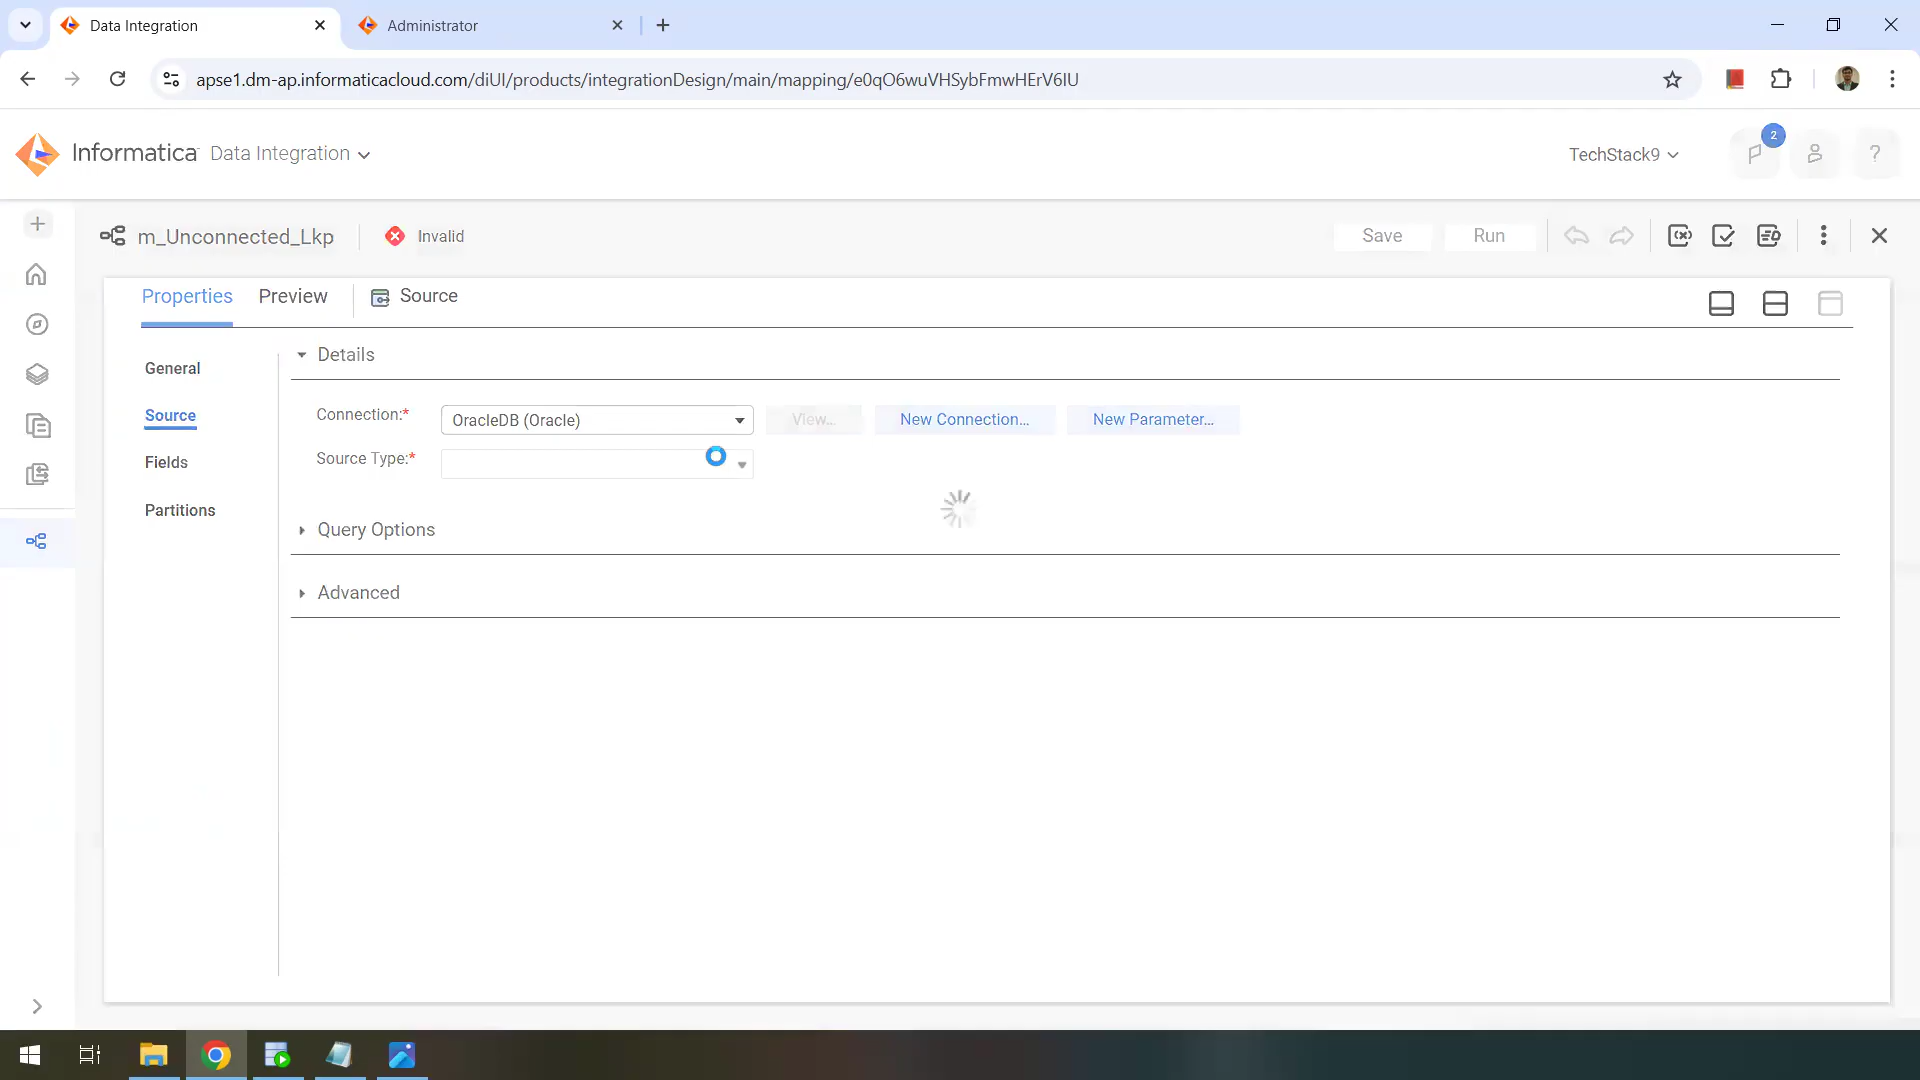 Data Integration
Administrator
apse1.dm-ap.informaticacloud.com/diUI/products/integrationDesign/main/mapping/e0qO6wuVHSybFmwHErV6IU
Informatica Data Integration
TechStack9
2
?
m_Unconnected_Lkp
Invalid
Save
Run
Properties
Preview
Source
General
Source
Fields
Partitions
Details
Connection:*
OracleDB (Oracle)
View...
New Connection...
New Parameter...
Source Type:*
Query Options
Advanced